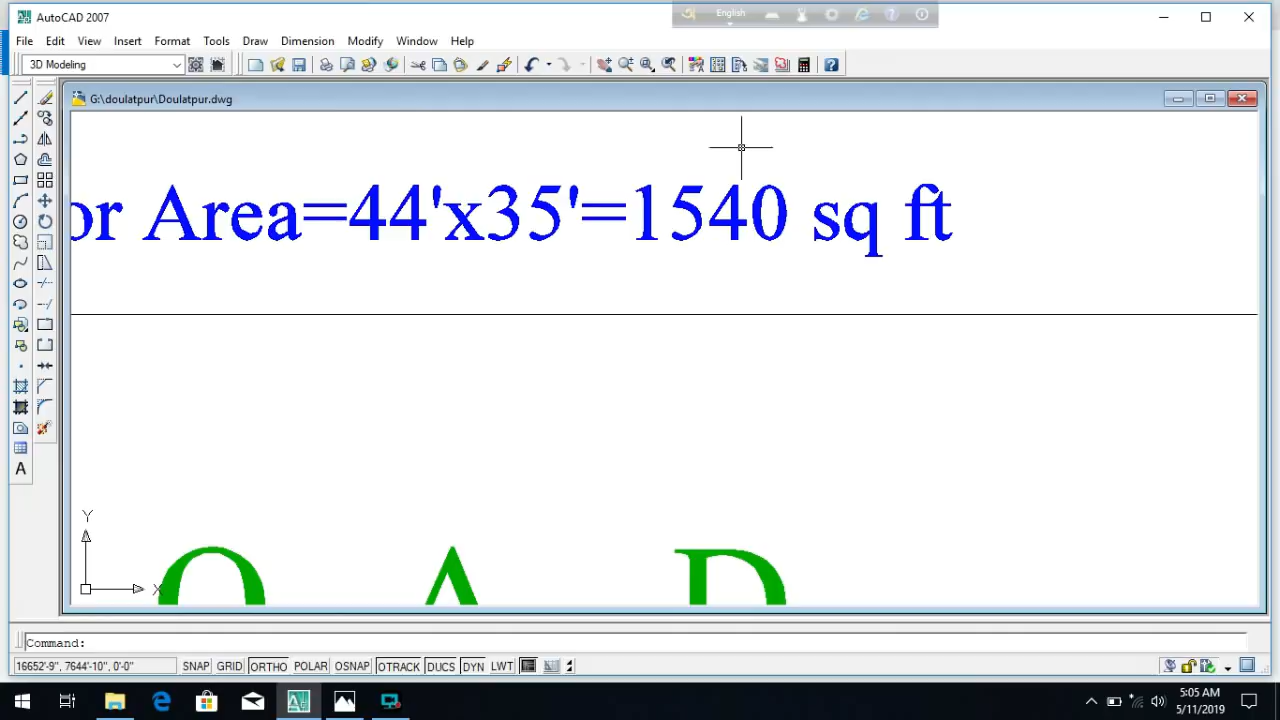 AutoCAD 2007
English
File Edit View Insert Format Tools Draw Dimension Modify Window Help
3D Modeling
G:\doulatpur\Doulatpur.dwg
or Area=44'x35'=1540 sq ft
Y
X
Command:
16652'-9", 7644'-10", 0'-0" SNAP GRID ORTHO POLAR OSNAP OTRACK DUCS DYN LWT
5:05 AM
5/11/2019